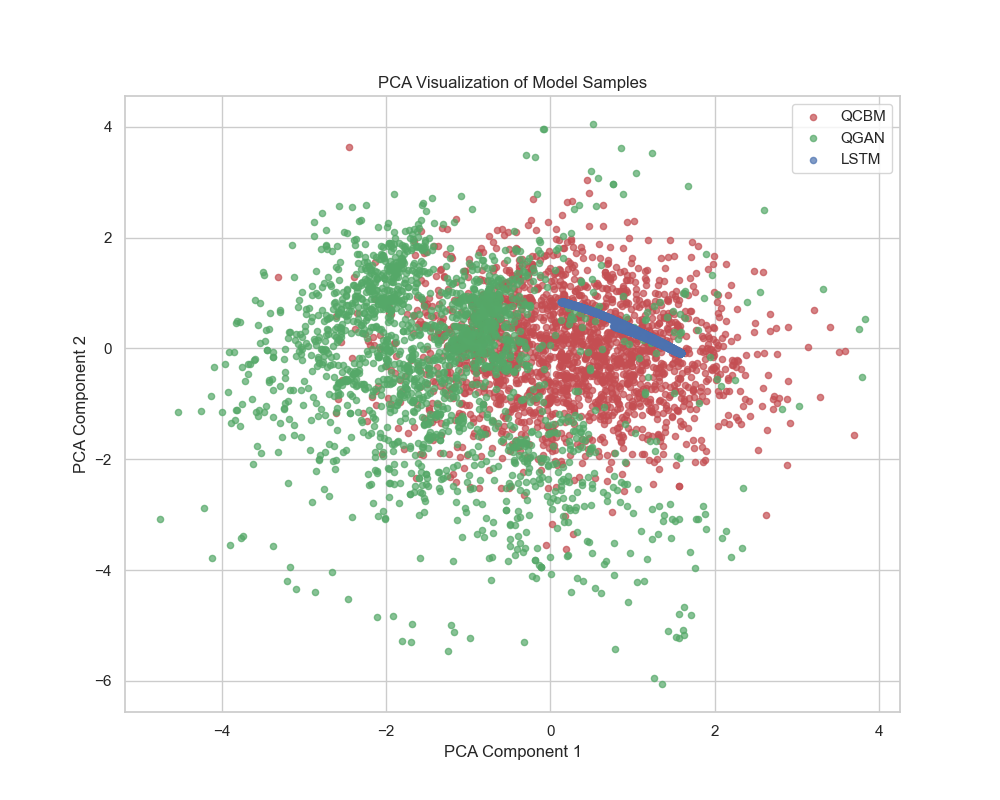 PCA Visualization of Model Samples
QCBM
QGAN
LSTM
PCA Component 2
4
2
0
−2
−4
−6
−4
−2
0
2
4
PCA Component 1